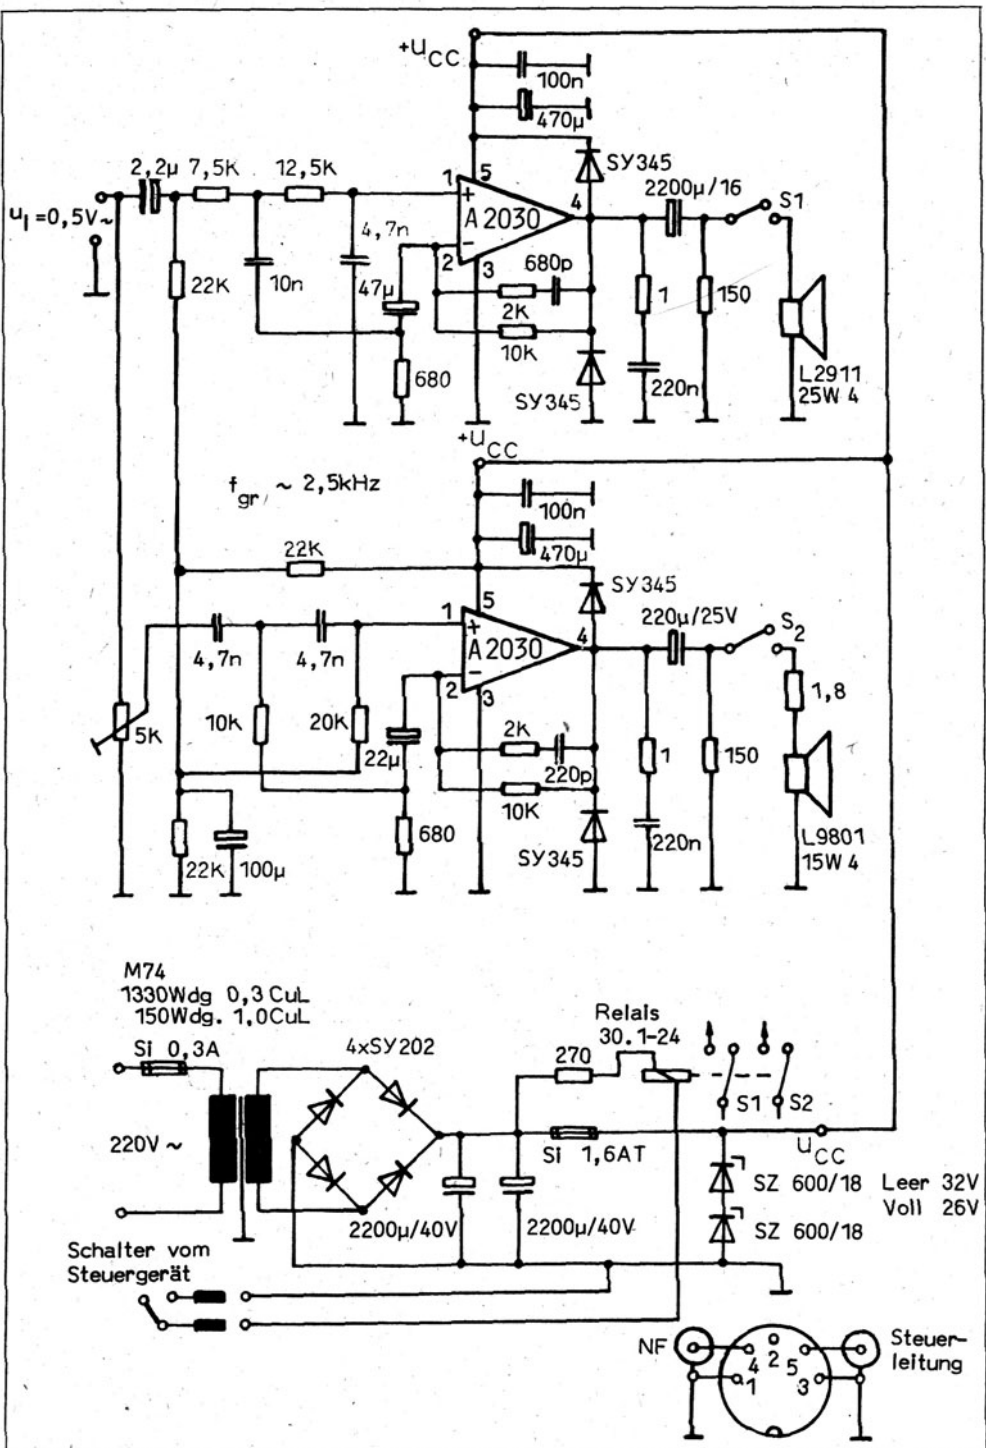 +UCC
100n
470µ
SY345
2,2µ 7,5K 12,5K
1 5 4 2 3
+
A2030
−
2200µ/16
S1
uI=0,5V~
22K
10n
4,7n
47µ
680p
2K
10K
680
SY345
1
150
220n
L2911
25W 4
+UCC
fgr ~ 2,5kHz
100n
470µ
22K
SY345
1 5 4 2 3
+
A2030
−
220µ/25V
S2
4,7n
4,7n
5K
10K
20K
22µ
2K
220p
10K
680
SY345
1
150
220n
1,8
L9801
15W 4
22K
100µ
M74
1330Wdg 0,3CuL
150Wdg. 1,0CuL
Si 0,3A
4xSY202
220V~
Relais
30.1-24
270
S1 S2
Si 1,6AT
UCC
2200µ/40V
2200µ/40V
SZ 600/18
SZ 600/18
Leer 32V
Voll 26V
Schalter vom
Steuergerät
NF
4 2 5
1 3
Steuer-
leitung